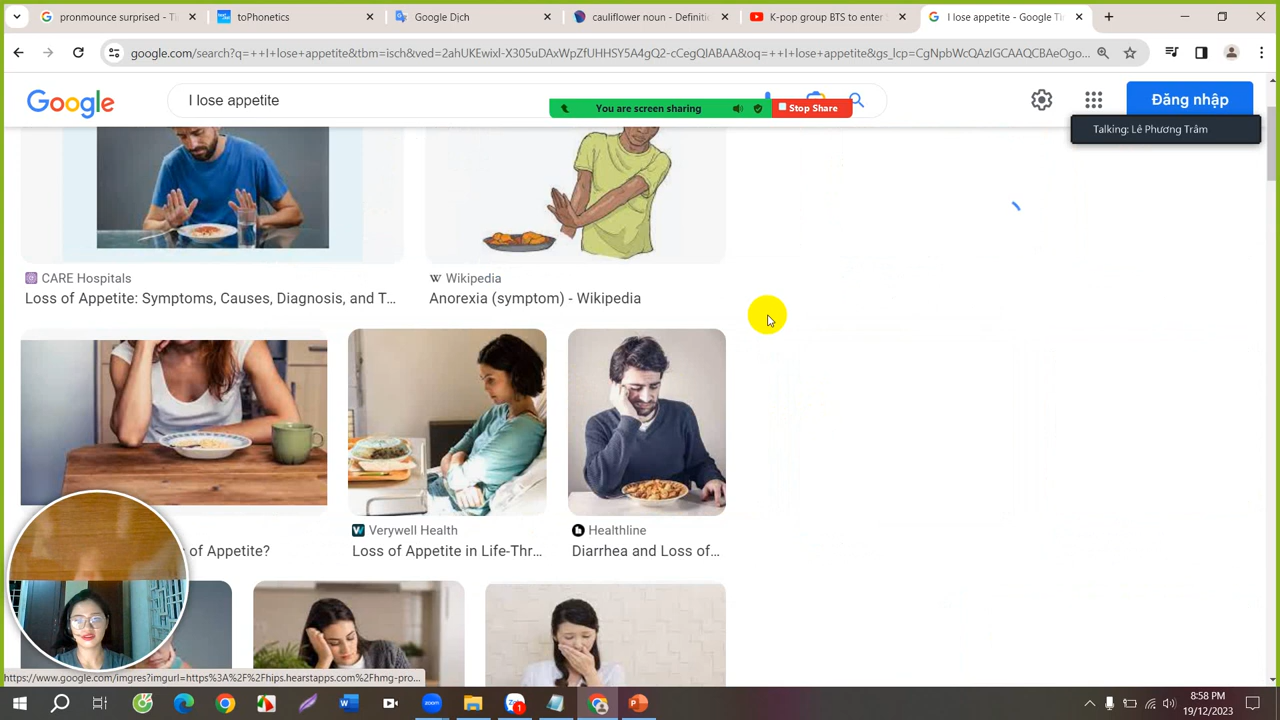 pronmounce surprised - Ti
toPhonetics
Google Dịch
cauliflower noun - Definiti
K-pop group BTS to enter
I lose appetite - Google Tì
google.com/search?q=++I+lose+appetite&tbm=isch&ved=2ahUKEwixl-X305uDAxWpZfUHHSY5A4gQ2-cCegQIABAA&oq=++I+lose+appetite&gs_lcp=CgNpbWcQAzIGCAAQCBAeOgo...
Google
I lose appetite
You are screen sharing
Stop Share
Đăng nhập
Talking: Lê Phương Trâm
CARE Hospitals
Loss of Appetite: Symptoms, Causes, Diagnosis, and T...
W Wikipedia
Anorexia (symptom) - Wikipedia
of Appetite?
Verywell Health
Loss of Appetite in Life-Thr...
Healthline
Diarrhea and Loss of...
https://www.google.com/imgres?imgurl=https%3A%2F%2Fhips.hearstapps.com%2Fhmg-pro...
zoom
1
8:58 PM
19/12/2023